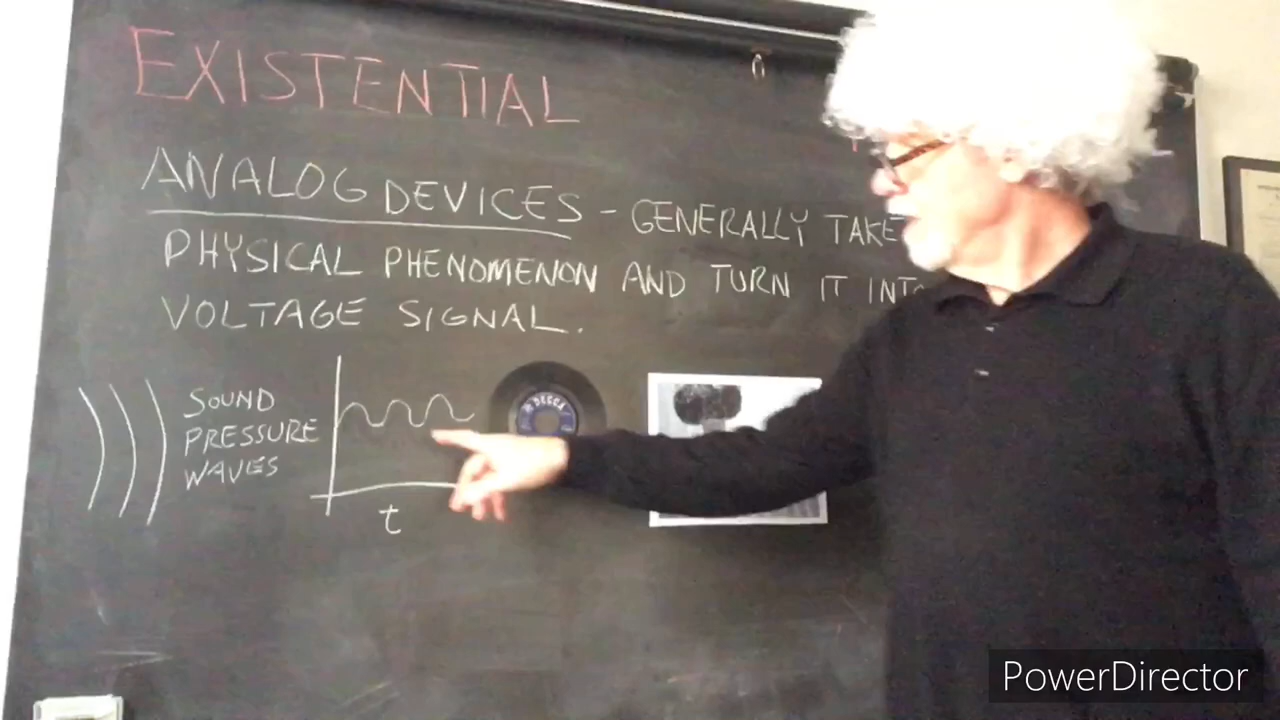 EXISTENTIAL
ANALOG DEVICES - GENERALLY TAKE
PHYSICAL PHENOMENON AND TURN IT INTO
VOLTAGE SIGNAL.
SOUND
PRESSURE
WAVES
t
DECCA
PowerDirector